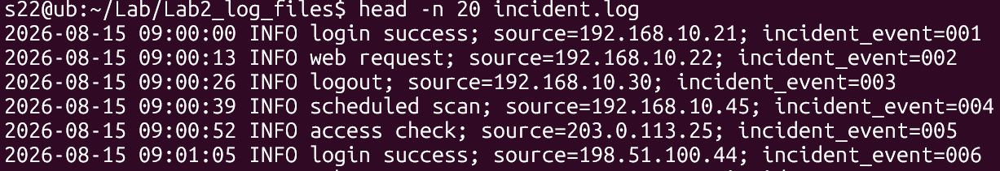 s22@ub:~/Lab/Lab2_log_files$ head -n 20 incident.log
2026-08-15 09:00:00 INFO login success; source=192.168.10.21; incident_event=001
2026-08-15 09:00:13 INFO web request; source=192.168.10.22; incident_event=002
2026-08-15 09:00:26 INFO logout; source=192.168.10.30; incident_event=003
2026-08-15 09:00:39 INFO scheduled scan; source=192.168.10.45; incident_event=004
2026-08-15 09:00:52 INFO access check; source=203.0.113.25; incident_event=005
2026-08-15 09:01:05 INFO login success; source=198.51.100.44; incident_event=006